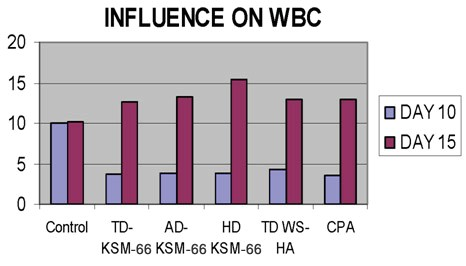 INFLUENCE ON WBC
20
15
10
5
0
Control
TD-
KSM-66
AD-
KSM-66
HD
KSM-66
TD WS-
HA
CPA
DAY 10
DAY 15